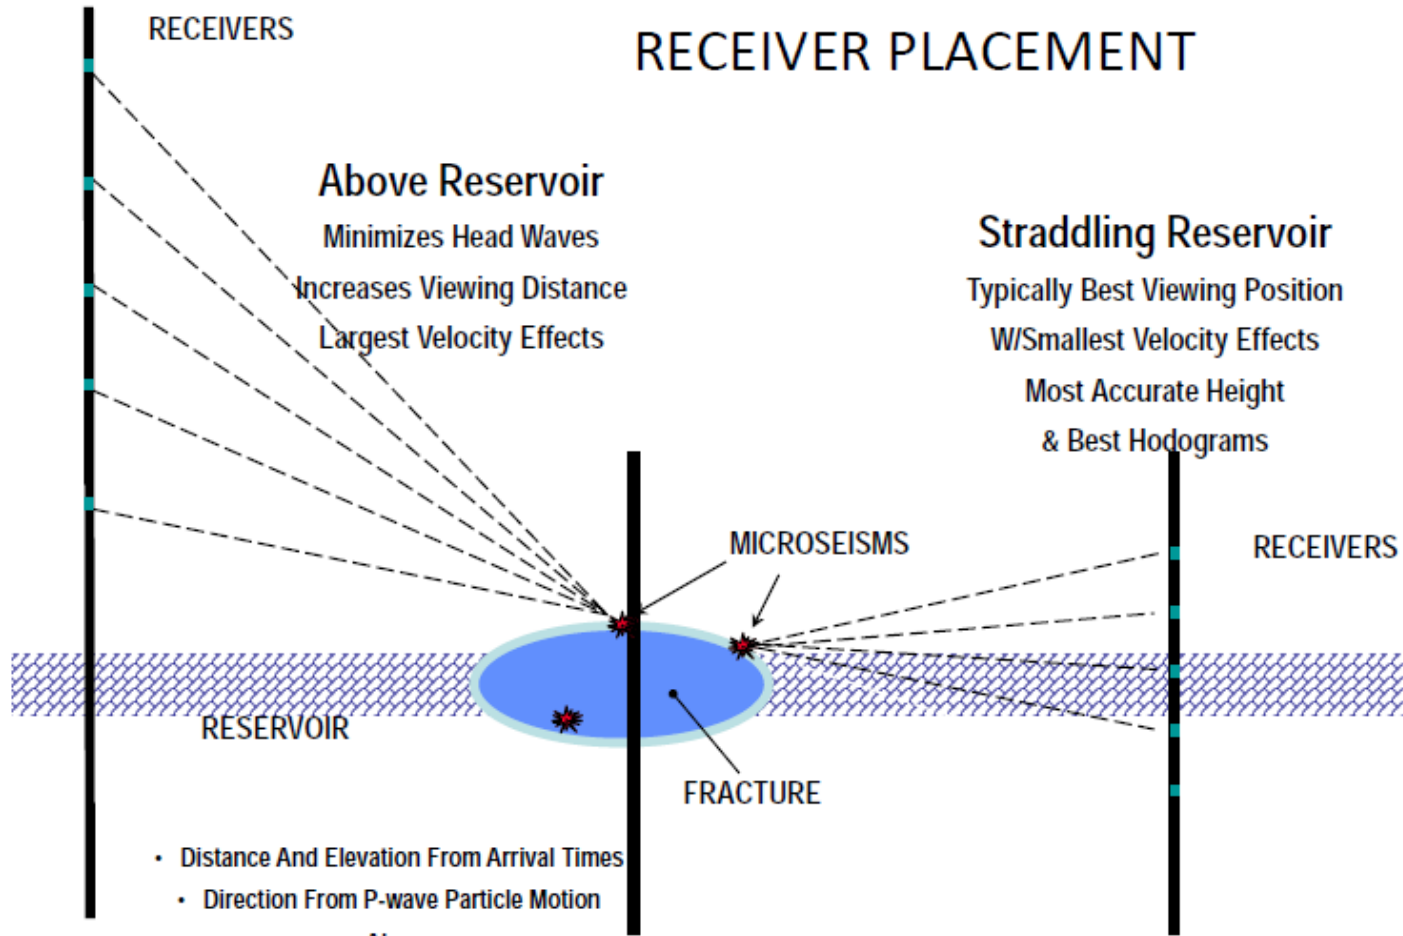 RECEIVERS
RECEIVER PLACEMENT
Above Reservoir
Minimizes Head Waves
Increases Viewing Distance
Largest Velocity Effects
Straddling Reservoir
Typically Best Viewing Position
W/Smallest Velocity Effects
Most Accurate Height
& Best Hodograms
MICROSEISMS
RECEIVERS
RESERVOIR
FRACTURE
• Distance And Elevation From Arrival Times
• Direction From P-wave Particle Motion